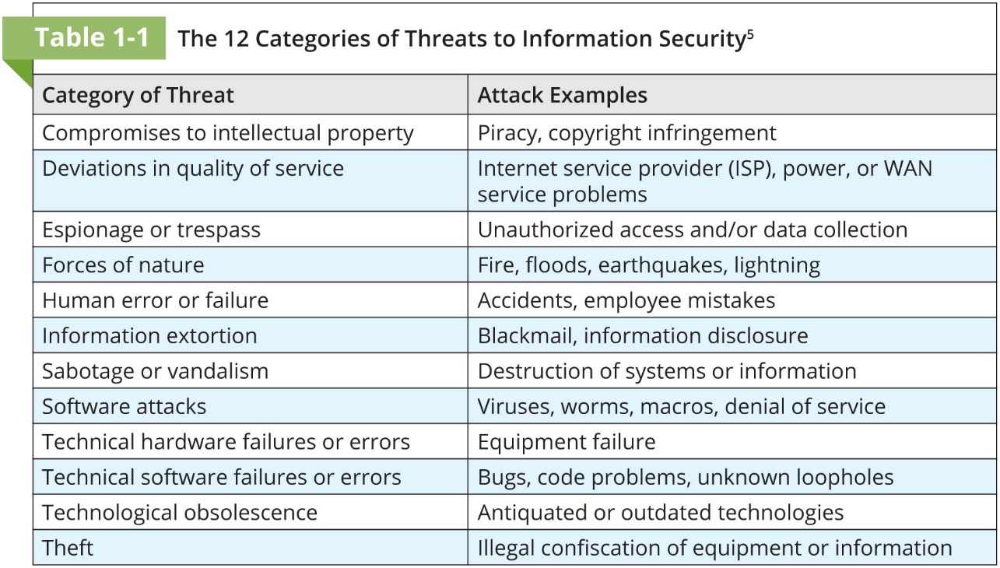 Table 1-1 The 12 Categories of Threats to Information Security⁵
Category of Threat Attack Examples
Compromises to intellectual property Piracy, copyright infringement
Deviations in quality of service Internet service provider (ISP), power, or WAN
service problems
Espionage or trespass Unauthorized access and/or data collection
Forces of nature Fire, floods, earthquakes, lightning
Human error or failure Accidents, employee mistakes
Information extortion Blackmail, information disclosure
Sabotage or vandalism Destruction of systems or information
Software attacks Viruses, worms, macros, denial of service
Technical hardware failures or errors Equipment failure
Technical software failures or errors Bugs, code problems, unknown loopholes
Technological obsolescence Antiquated or outdated technologies
Theft Illegal confiscation of equipment or information